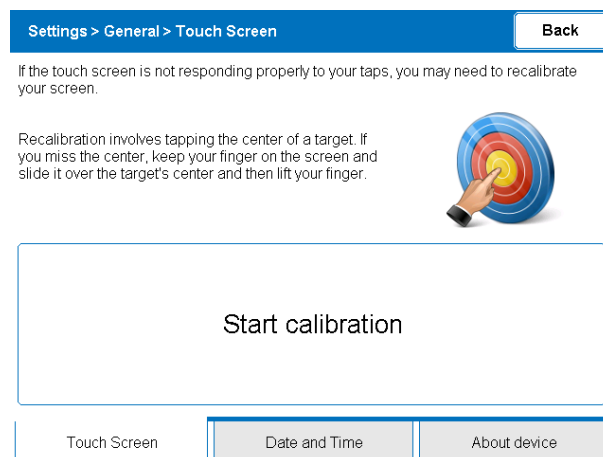 Settings > General > Touch Screen
Back
If the touch screen is not responding properly to your taps, you may need to recalibrate
your screen.
Recalibration involves tapping the center of a target. If
you miss the center, keep your finger on the screen and
slide it over the target's center and then lift your finger.
Start calibration
Touch Screen
Date and Time
About device